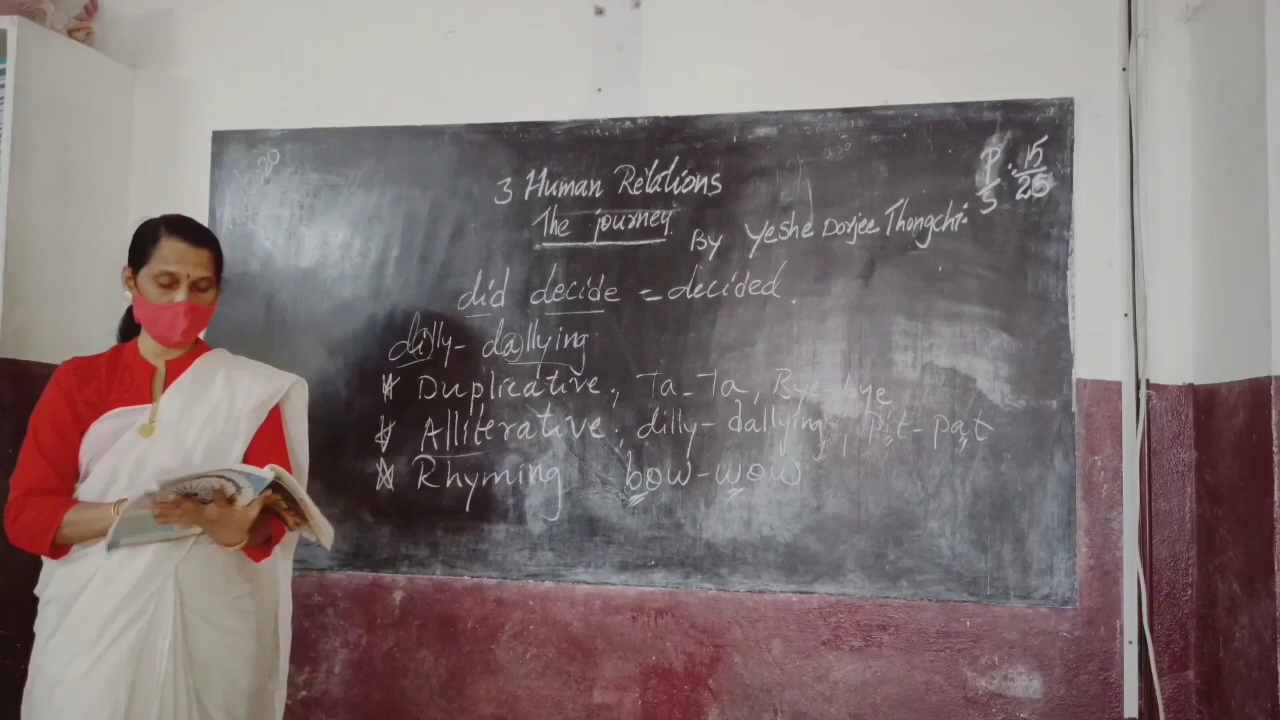 3 Human Relations
The journey
By Yeshe Dorjee Thongchi:
P : 15
S 25
did decide = decided.
dilly- dallying
* Duplicative; Ta-Ta, Bye-bye
* Alliterative; dilly-dallying, pit-pat
* Rhyming bow-wow